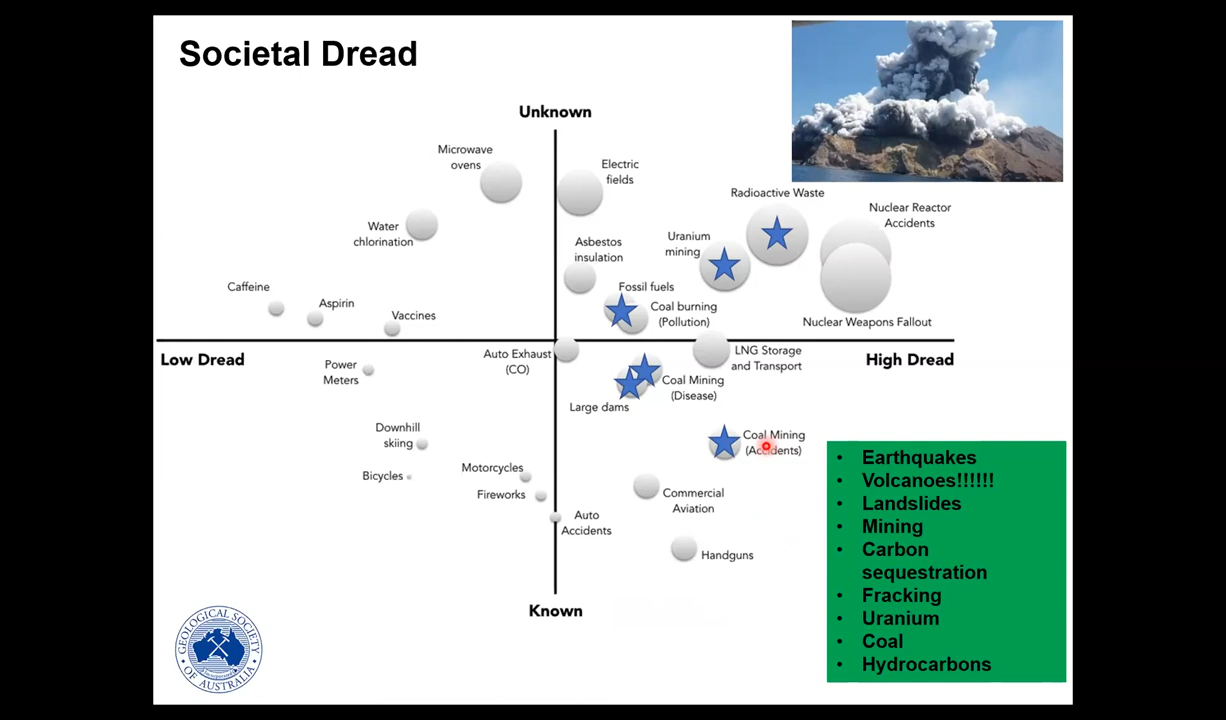 Societal Dread
Unknown
Microwave
ovens
Electric
fields
Radioactive Waste
Nuclear Reactor
Accidents
Water
chlorination
Asbestos
insulation
Uranium
mining
Caffeine
Aspirin
Vaccines
Fossil fuels
Coal burning
(Pollution)
Nuclear Weapons Fallout
Low Dread
High Dread
Power
Meters
Auto Exhaust
(CO)
LNG Storage
and Transport
Coal Mining
(Disease)
Large dams
Downhill
skiing
Coal Mining
(Accidents)
Bicycles
Motorcycles
Fireworks
Commercial
Aviation
Auto
Accidents
Handguns
Known
• Earthquakes
• Volcanoes!!!!!!
• Landslides
• Mining
• Carbon
sequestration
• Fracking
• Uranium
• Coal
• Hydrocarbons
GEOLOGICAL SOCIETY
OF AUSTRALIA